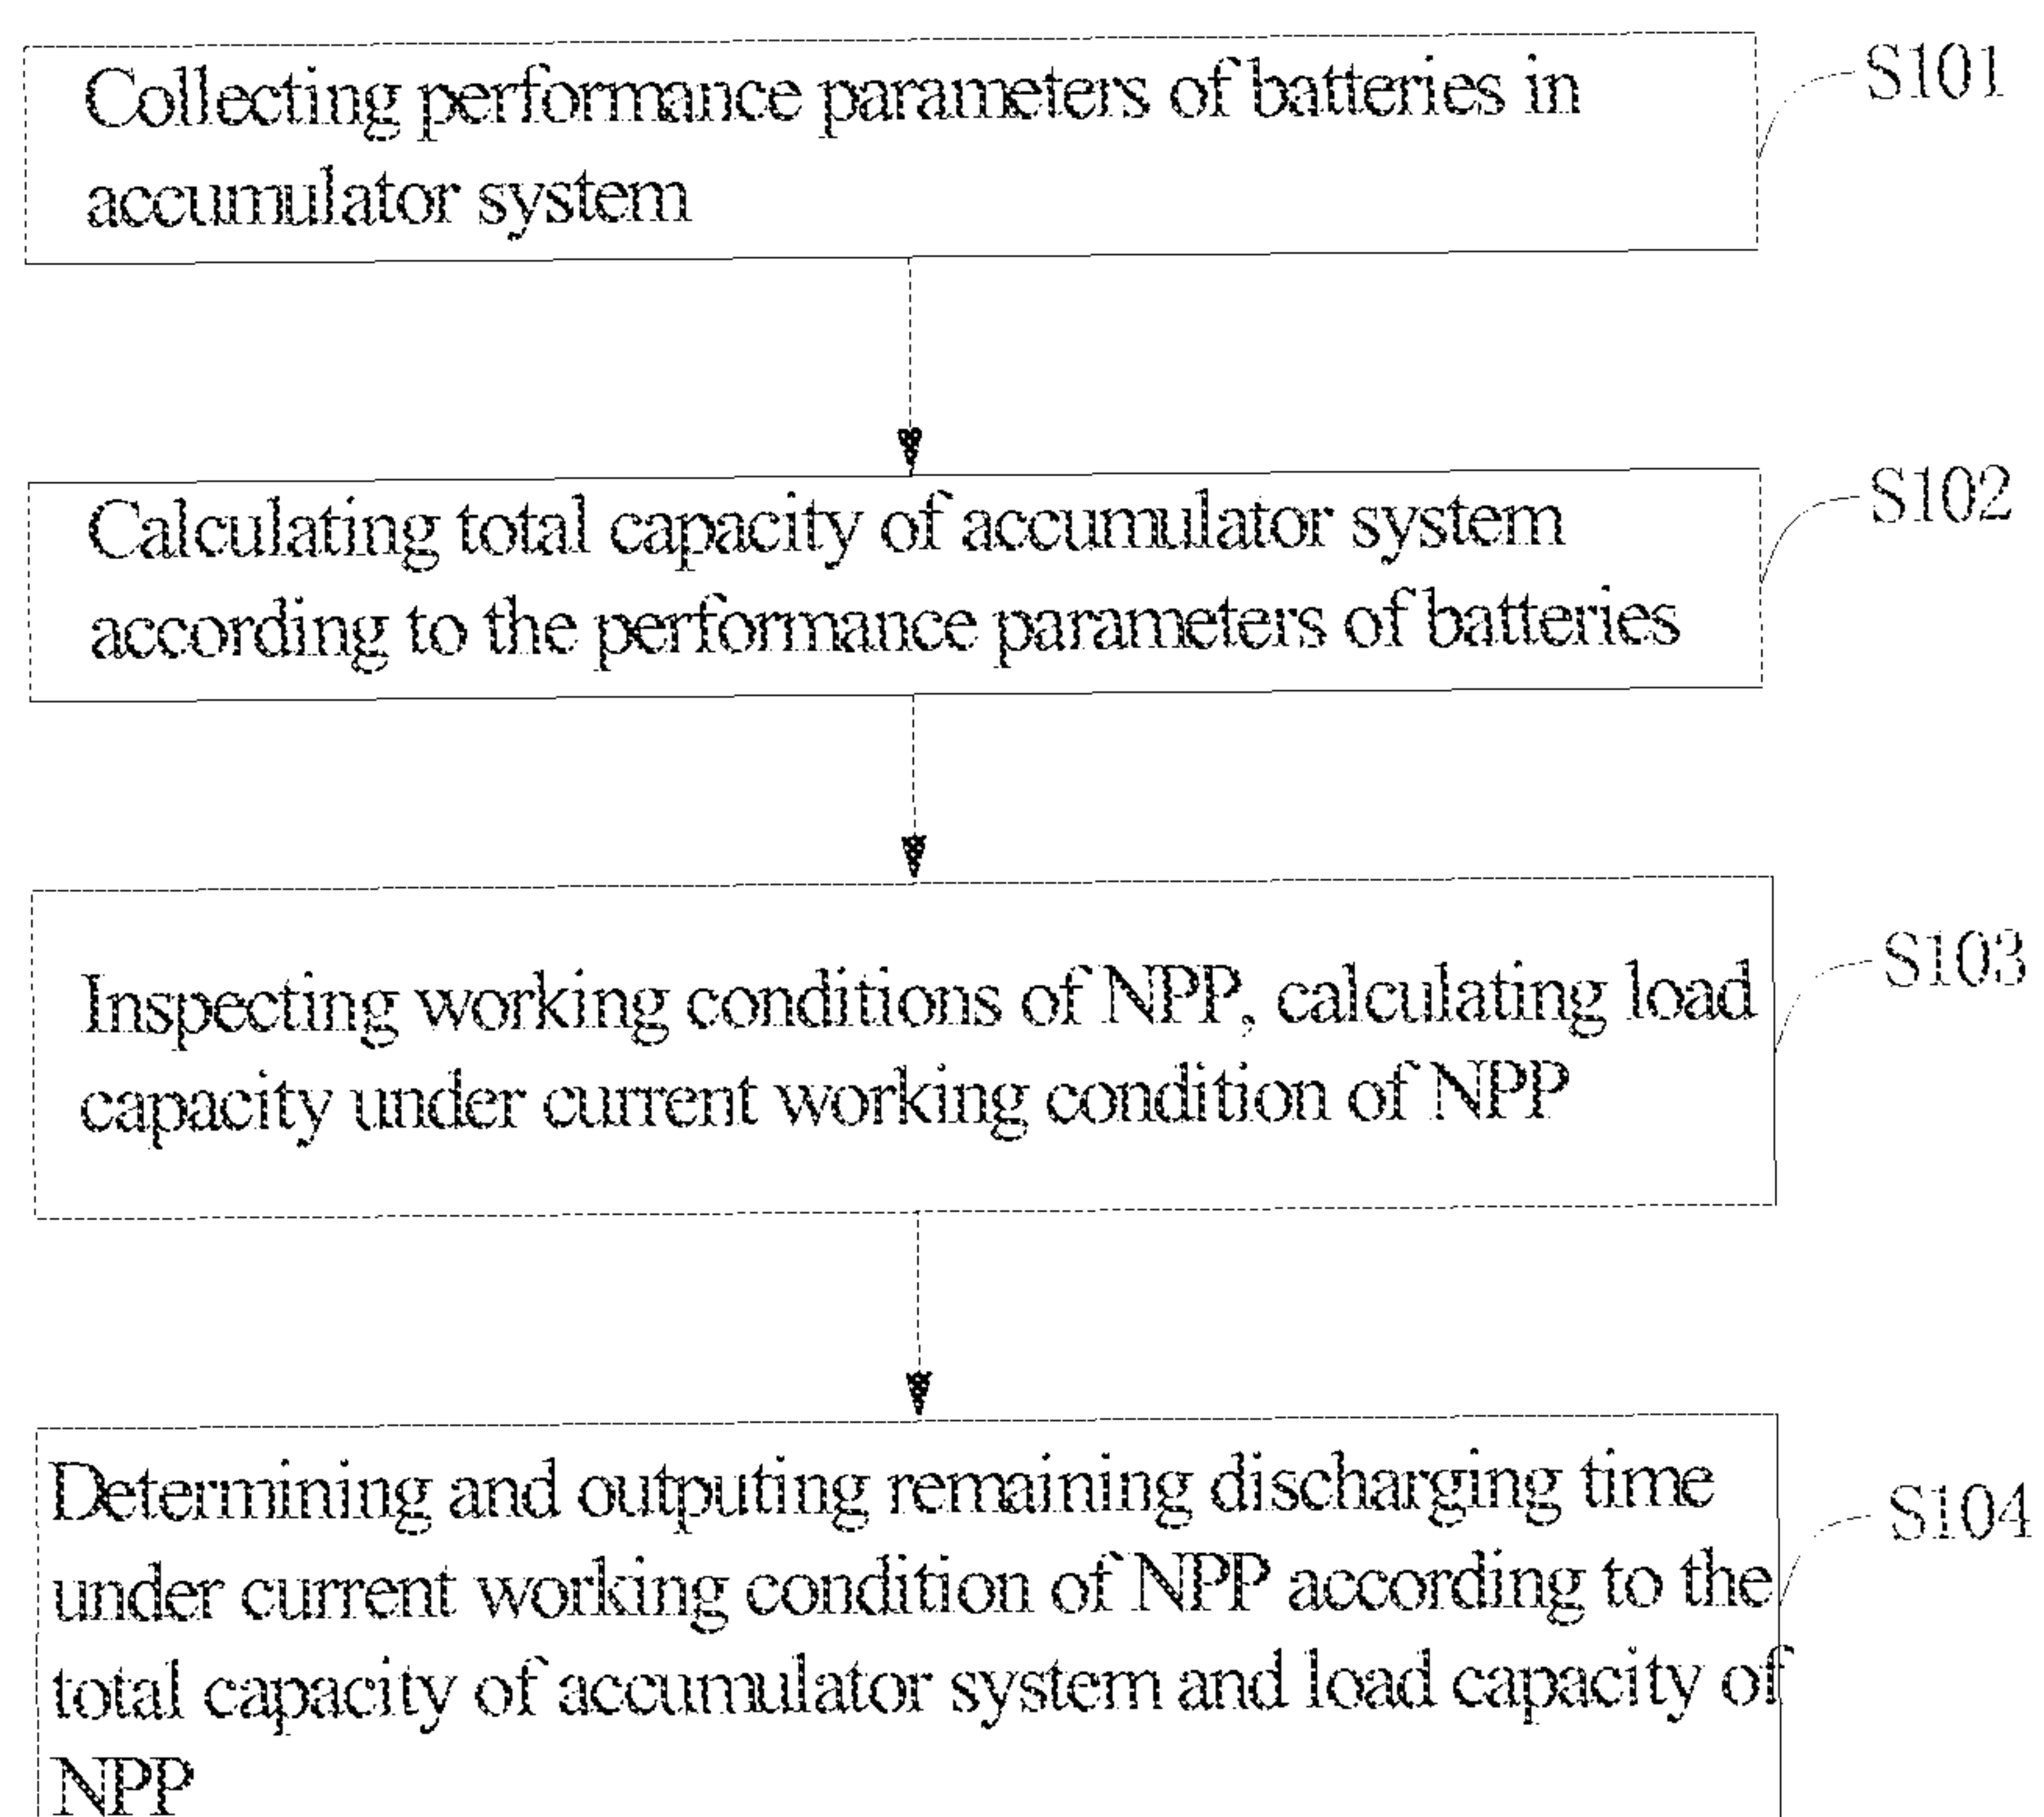 Collecting performance parameters of batteries in
accumulator system
S101
Calculating total capacity of accumulator system
according to the performance parameters of batteries
S102
Inspecting working conditions of NPP, calculating load
capacity under current working condition of NPP
S103
Determining and outputing remaining discharging time
under current working condition of NPP according to the
total capacity of accumulator system and load capacity of
NPP
S104